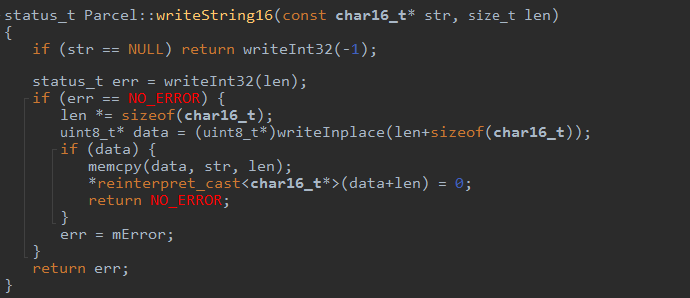 status_t Parcel::writeString16(const char16_t* str, size_t len)
{
    if (str == NULL) return writeInt32(-1);

    status_t err = writeInt32(len);
    if (err == NO_ERROR) {
        len *= sizeof(char16_t);
        uint8_t* data = (uint8_t*)writeInplace(len+sizeof(char16_t));
        if (data) {
            memcpy(data, str, len);
            *reinterpret_cast<char16_t*>(data+len) = 0;
            return NO_ERROR;
        }
        err = mError;
    }
    return err;
}